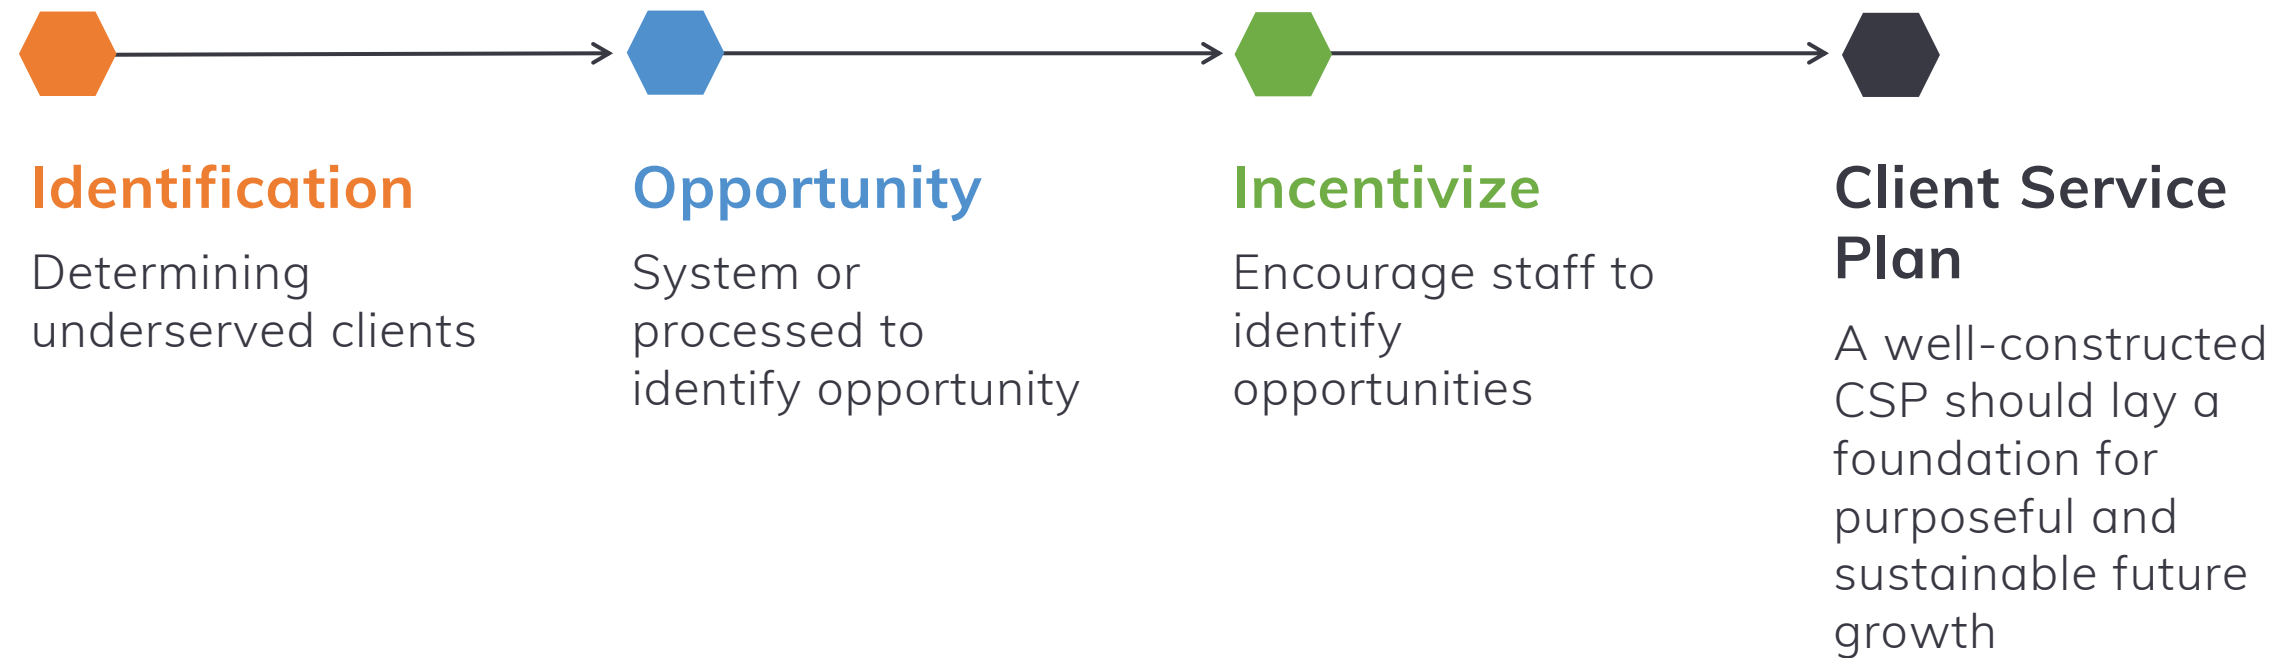 Identification
Determining
underserved clients
Opportunity
System or
processed to
identify opportunity
Incentivize
Encourage staff to
identify
opportunities
Client Service
Plan
A well-constructed
CSP should lay a
foundation for
purposeful and
sustainable future
growth